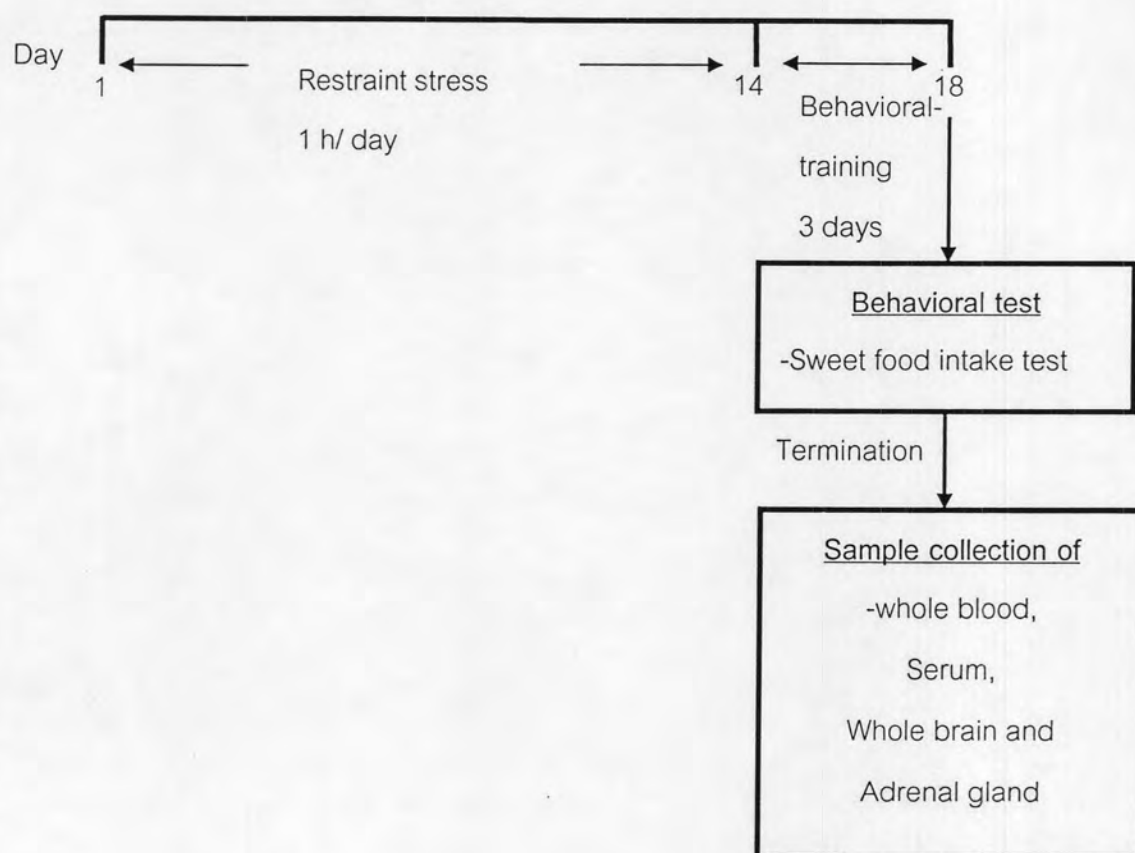 Day
1
Restraint stress
1 h/ day
14
18
Behavioral-
training
3 days
Behavioral test
-Sweet food intake test
Termination
Sample collection of
-whole blood,
Serum,
Whole brain and
Adrenal gland